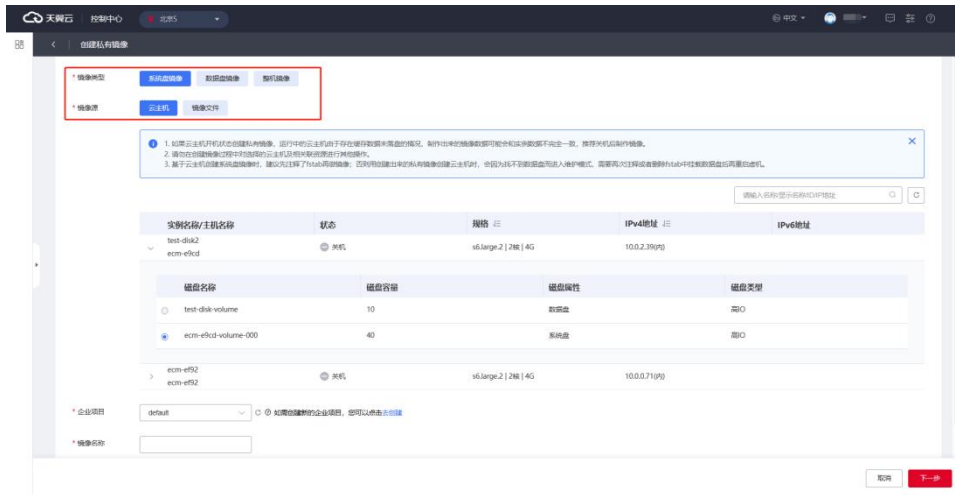 天翼云 控制中心 北京5 中文
创建私有镜像
* 镜像类型 系统盘镜像 数据盘镜像 整机镜像
* 镜像源 云主机 镜像文件
1. 如果云主机开机状态创建私有镜像，运行中的云主机由于存在缓存数据未落盘的情况，制作出来的镜像数据可能会和实例数据不完全一致，推荐关机后制作镜像。
2. 请勿在创建镜像过程中对选择的云主机及相关联资源进行其他操作。
3. 基于云主机创建系统盘镜像时，建议先注释了fstab再做镜像；否则用创建出来的私有镜像创建云主机时，会因为找不到数据盘而进入维护模式，需要再次注释或者删除fstab中挂载数据盘后再重启虚机。
请输入名称/显示名称/ID/IP地址
实例名称/主机名称 状态 规格 IPv4地址 IPv6地址
test-disk2
ecm-e9cd 关机 s6.large.2 | 2核 | 4G 10.0.2.39(内)
磁盘名称 磁盘容量 磁盘属性 磁盘类型
test-disk-volume 10 数据盘 高IO
ecm-e9cd-volume-000 40 系统盘 高IO
ecm-ef92
ecm-ef92 关机 s6.large.2 | 2核 | 4G 10.0.0.71(内)
* 企业项目 default 如需创建新的企业项目，您可以点击去创建
* 镜像名称
取消 下一步